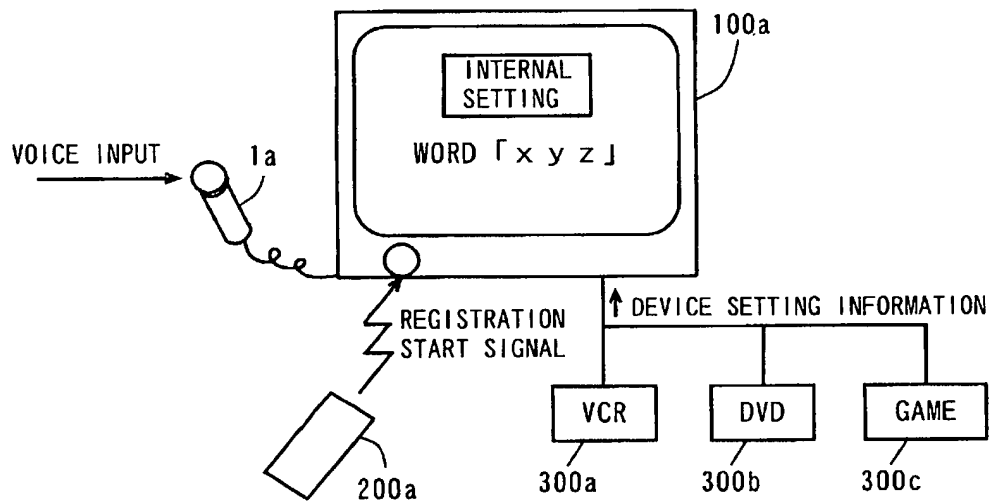 100a
INTERNAL
SETTING
WORD「xyz」
VOICE INPUT
1a
DEVICE SETTING INFORMATION
REGISTRATION
START SIGNAL
VCR
DVD
GAME
200a
300a
300b
300c